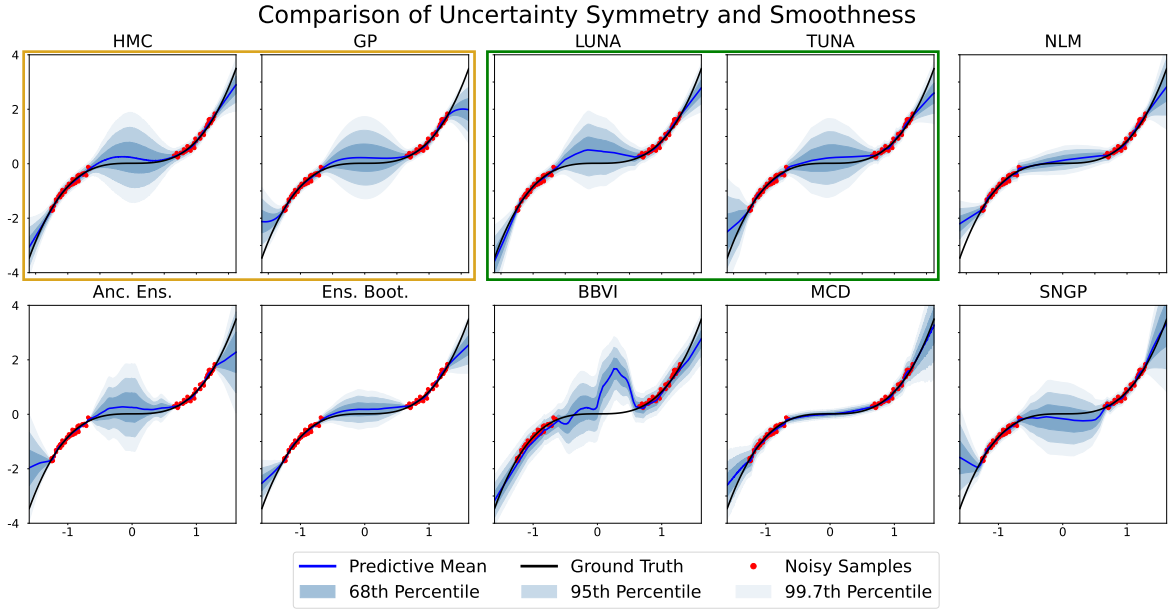 Comparison of Uncertainty Symmetry and Smoothness
HMC GP LUNA TUNA NLM
4
2
0
-2
-4
Anc. Ens. Ens. Boot. BBVI MCD SNGP
4
2
0
-2
-4
-1 0 1 -1 0 1 -1 0 1 -1 0 1 -1 0 1
Predictive Mean Ground Truth Noisy Samples
68th Percentile 95th Percentile 99.7th Percentile